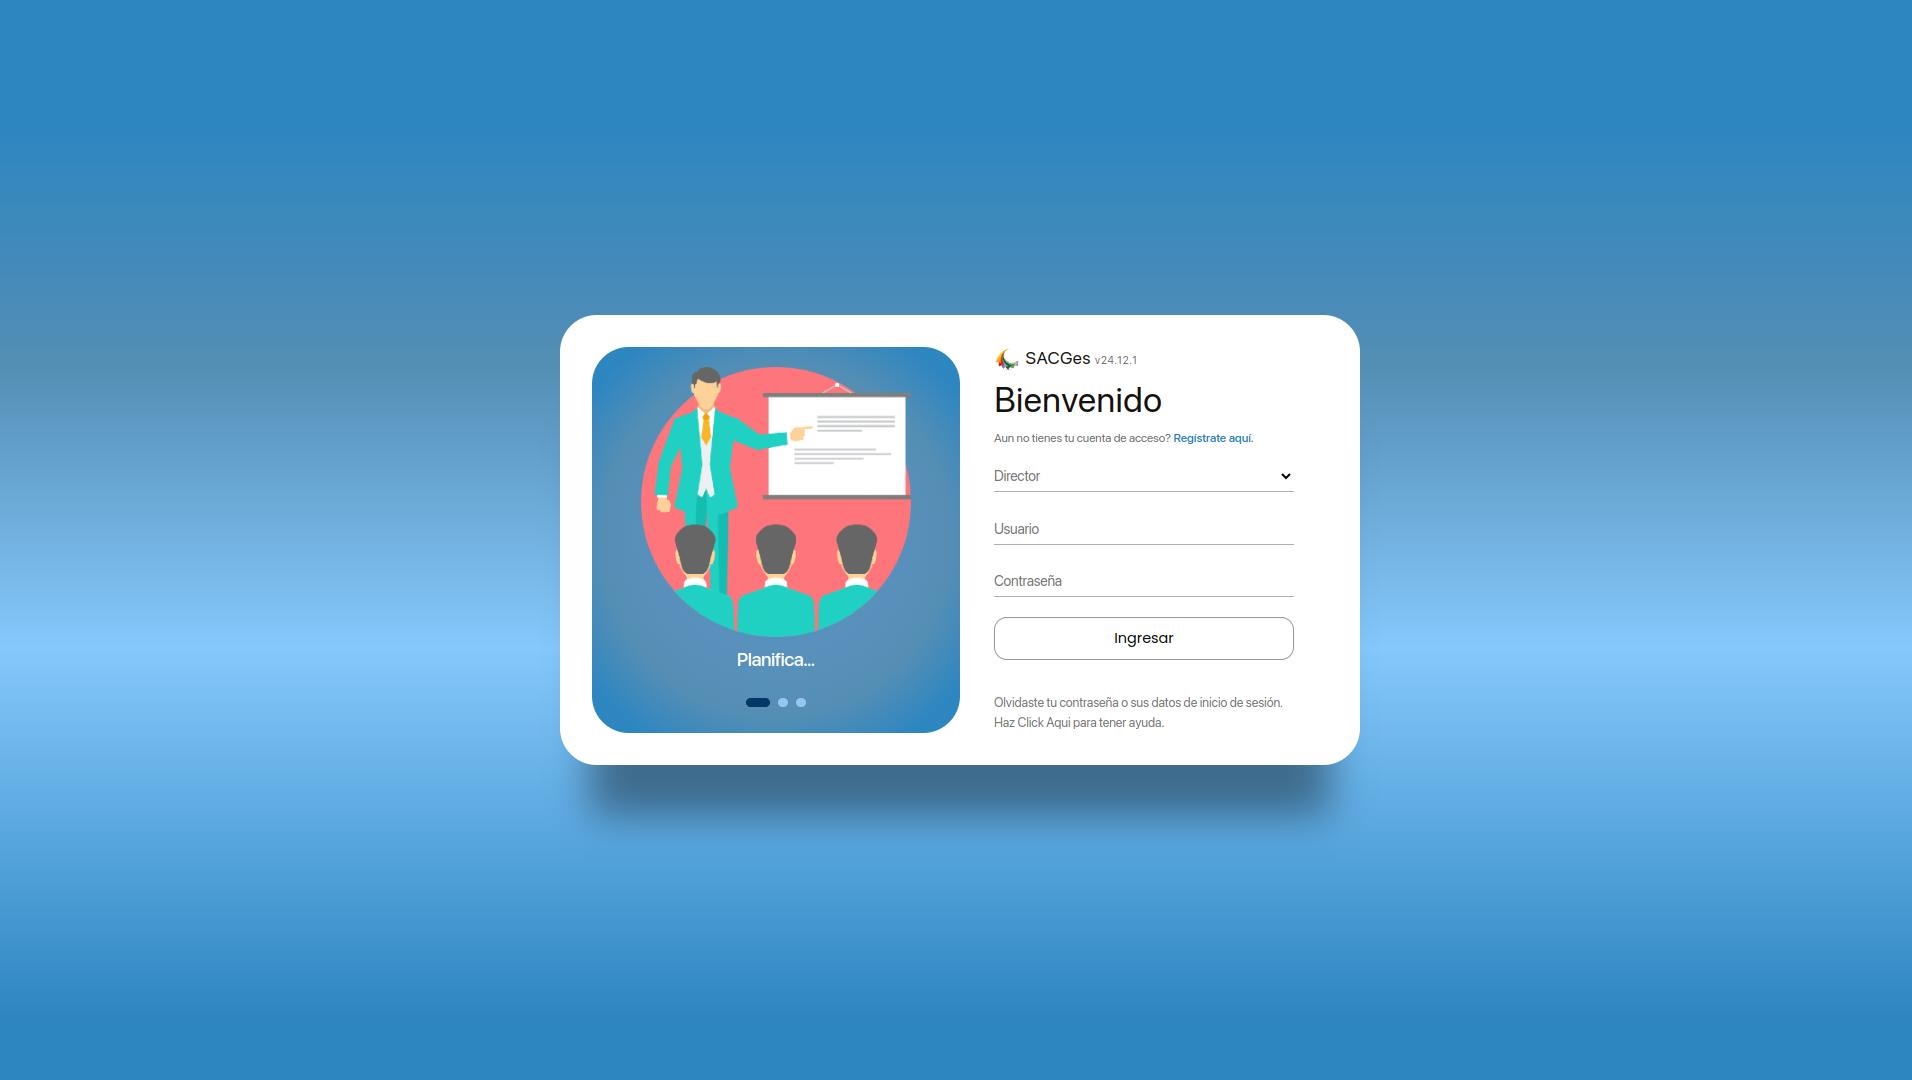 SACGes v24.12.1
Bienvenido
Aun no tienes tu cuenta de acceso? Regístrate aquí.
Director
Usuario
Contraseña
Ingresar
Olvidaste tu contraseña o sus datos de inicio de sesión.
Haz Click Aqui para tener ayuda.
Planifica...